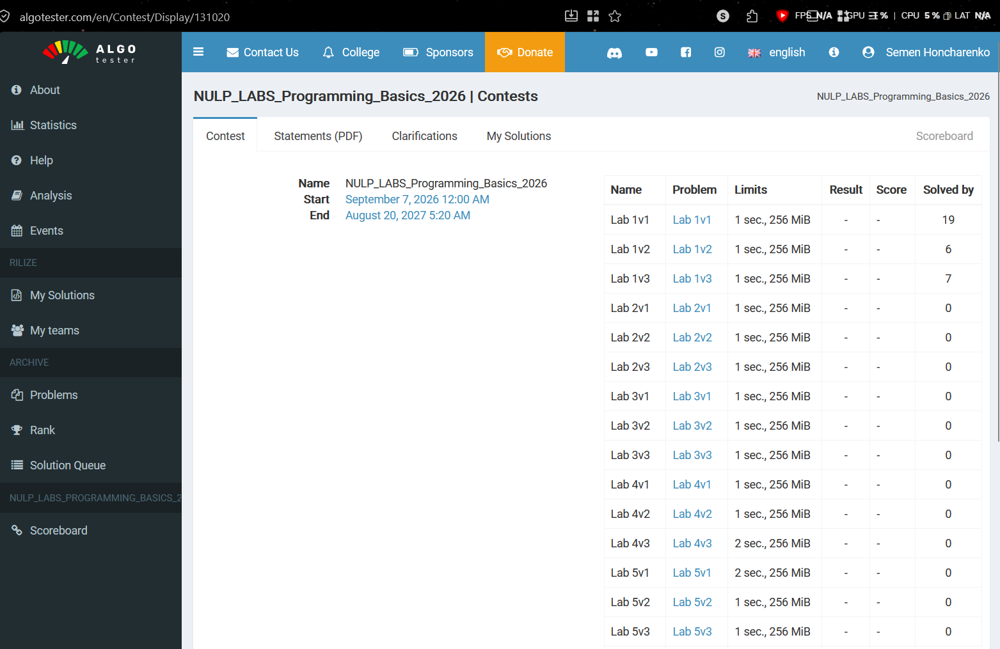 algotester.com/en/Contest/Display/131020
S
FPS N/A
GPU
1 %
| CPU 5 %
LAT N/A
ALGO
tester
Contact Us
College
Sponsors
Donate
english
Semen Honcharenko
About
Statistics
Help
Analysis
Events
RILIZE
My Solutions
My teams
ARCHIVE
Problems
Rank
Solution Queue
NULP_LABS_PROGRAMMING_BASICS_2
Scoreboard
NULP_LABS_Programming_Basics_2026 | Contests
NULP_LABS_Programming_Basics_2026
Contest Statements (PDF) Clarifications My Solutions Scoreboard
Name NULP_LABS_Programming_Basics_2026
Start September 7, 2026 12:00 AM
End August 20, 2027 5:20 AM
Name Problem Limits Result Score Solved by
Lab 1v1 Lab 1v1 1 sec., 256 MiB - - 19
Lab 1v2 Lab 1v2 1 sec., 256 MiB - - 6
Lab 1v3 Lab 1v3 1 sec., 256 MiB - - 7
Lab 2v1 Lab 2v1 1 sec., 256 MiB - - 0
Lab 2v2 Lab 2v2 1 sec., 256 MiB - - 0
Lab 2v3 Lab 2v3 1 sec., 256 MiB - - 0
Lab 3v1 Lab 3v1 1 sec., 256 MiB - - 0
Lab 3v2 Lab 3v2 1 sec., 256 MiB - - 0
Lab 3v3 Lab 3v3 1 sec., 256 MiB - - 0
Lab 4v1 Lab 4v1 1 sec., 256 MiB - - 0
Lab 4v2 Lab 4v2 1 sec., 256 MiB - - 0
Lab 4v3 Lab 4v3 2 sec., 256 MiB - - 0
Lab 5v1 Lab 5v1 2 sec., 256 MiB - - 0
Lab 5v2 Lab 5v2 1 sec., 256 MiB - - 0
Lab 5v3 Lab 5v3 1 sec., 256 MiB - - 0